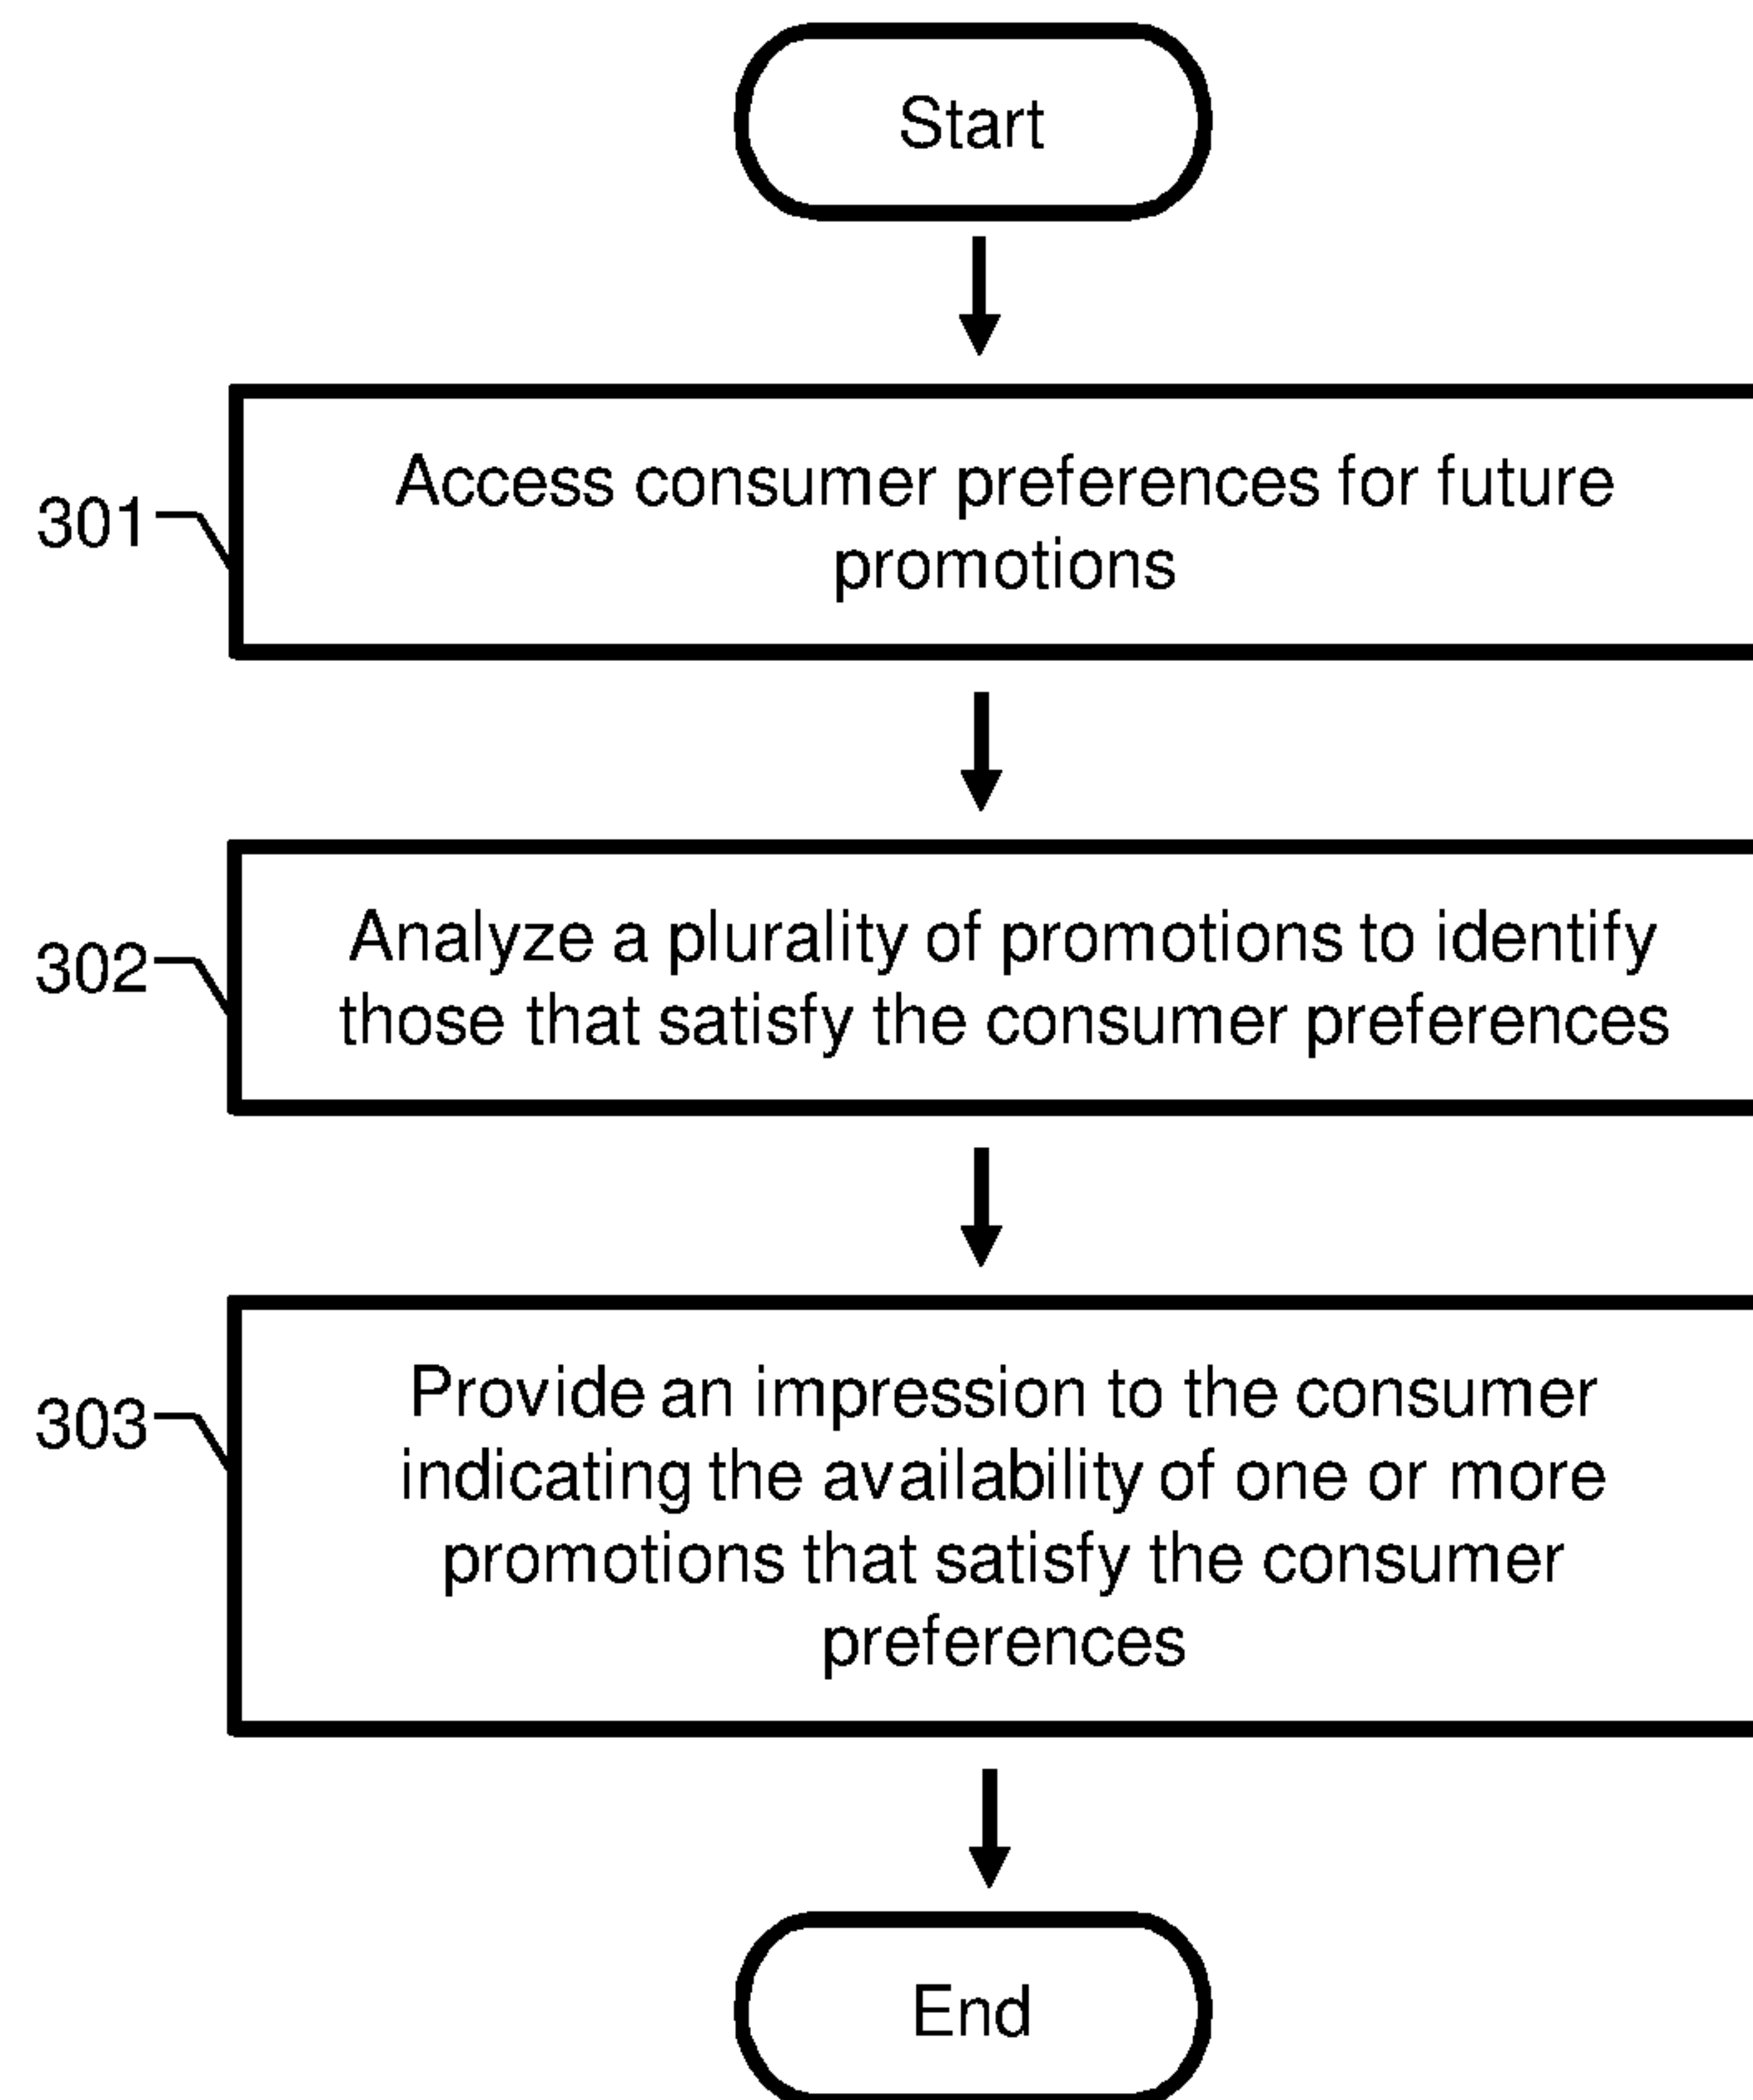 Start
301
Access consumer preferences for future
promotions
302
Analyze a plurality of promotions to identify
those that satisfy the consumer preferences
303
Provide an impression to the consumer
indicating the availability of one or more
promotions that satisfy the consumer
preferences
End